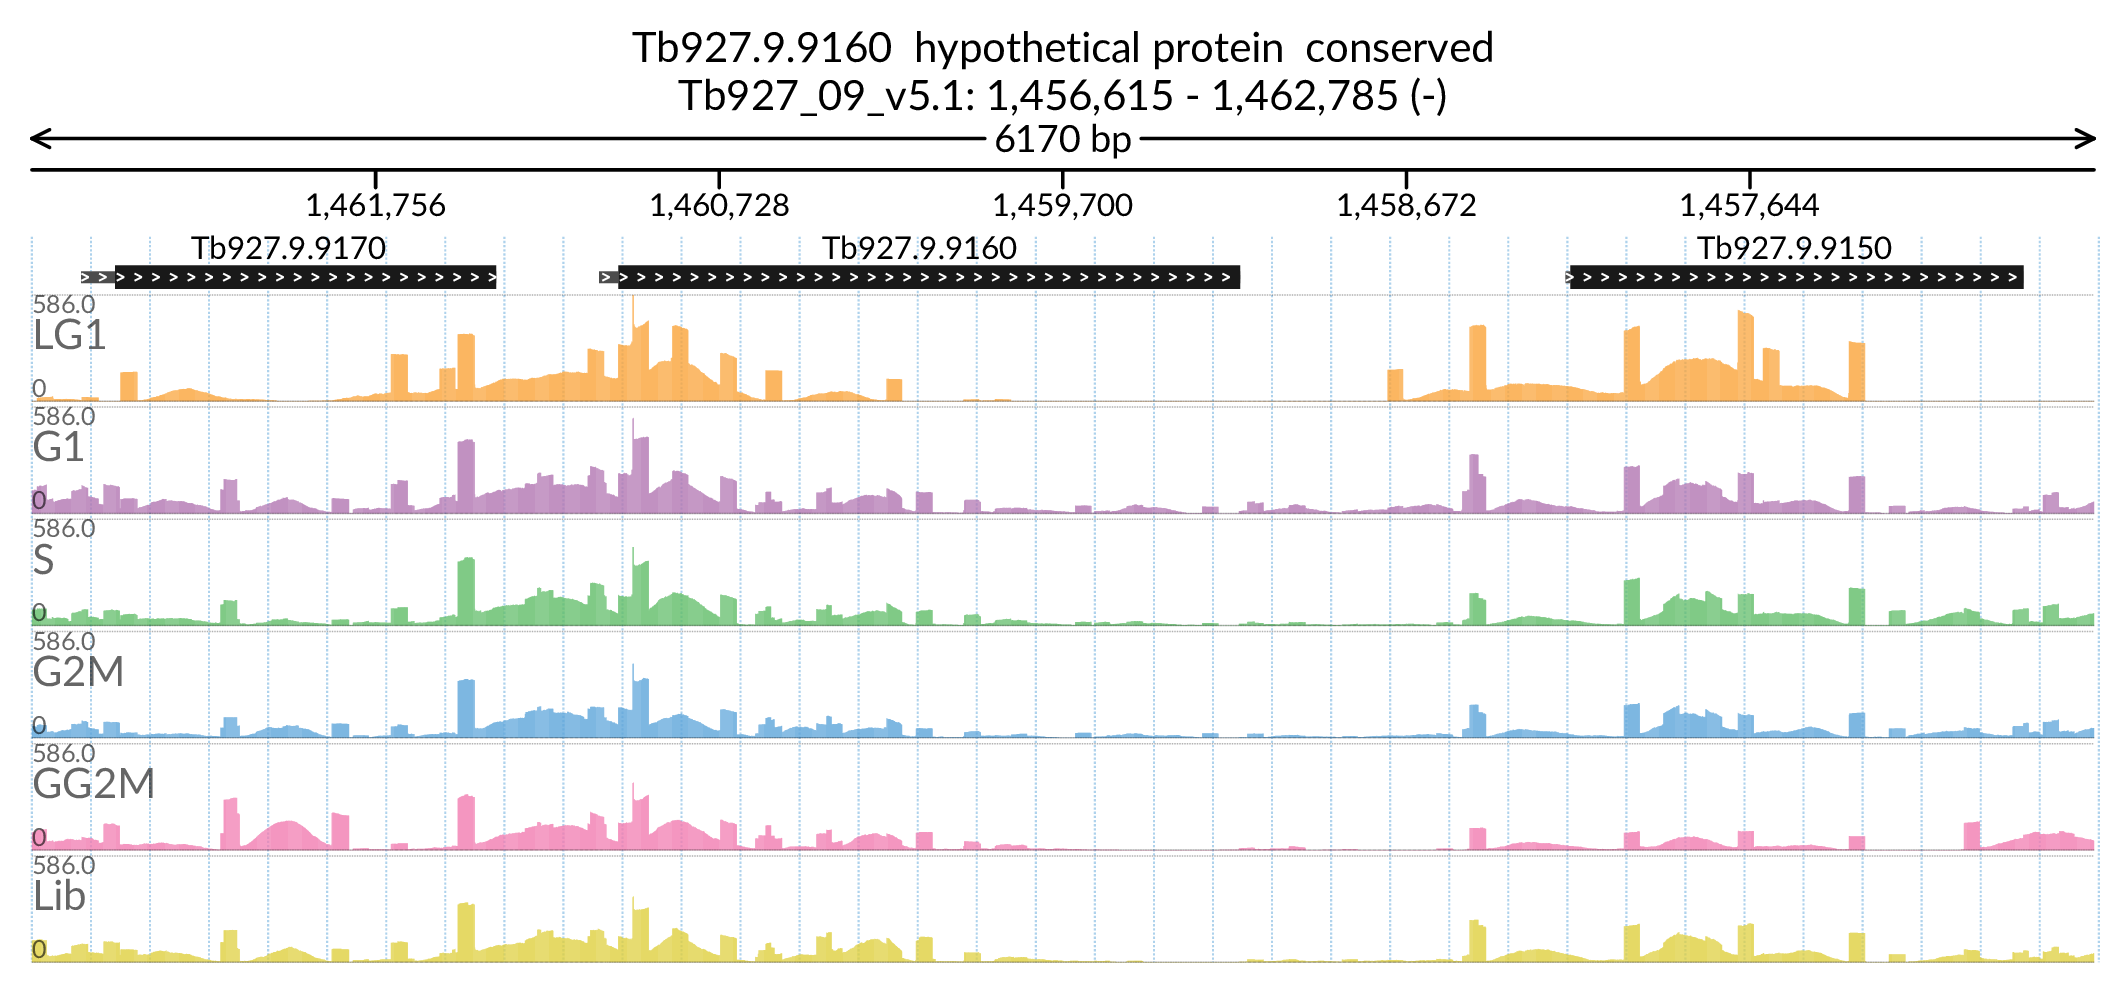 Tb927.9.9160  hypothetical protein  conserved
Tb927_09_v5.1: 1,456,615 - 1,462,785 (-)
6170 bp
1,461,756 1,460,728 1,459,700 1,458,672 1,457,644
Tb927.9.9170 Tb927.9.9160 Tb927.9.9150
586.0
LG1
0
586.0
G1
0
586.0
S
0
586.0
G2M
0
586.0
GG2M
0
586.0
Lib
0